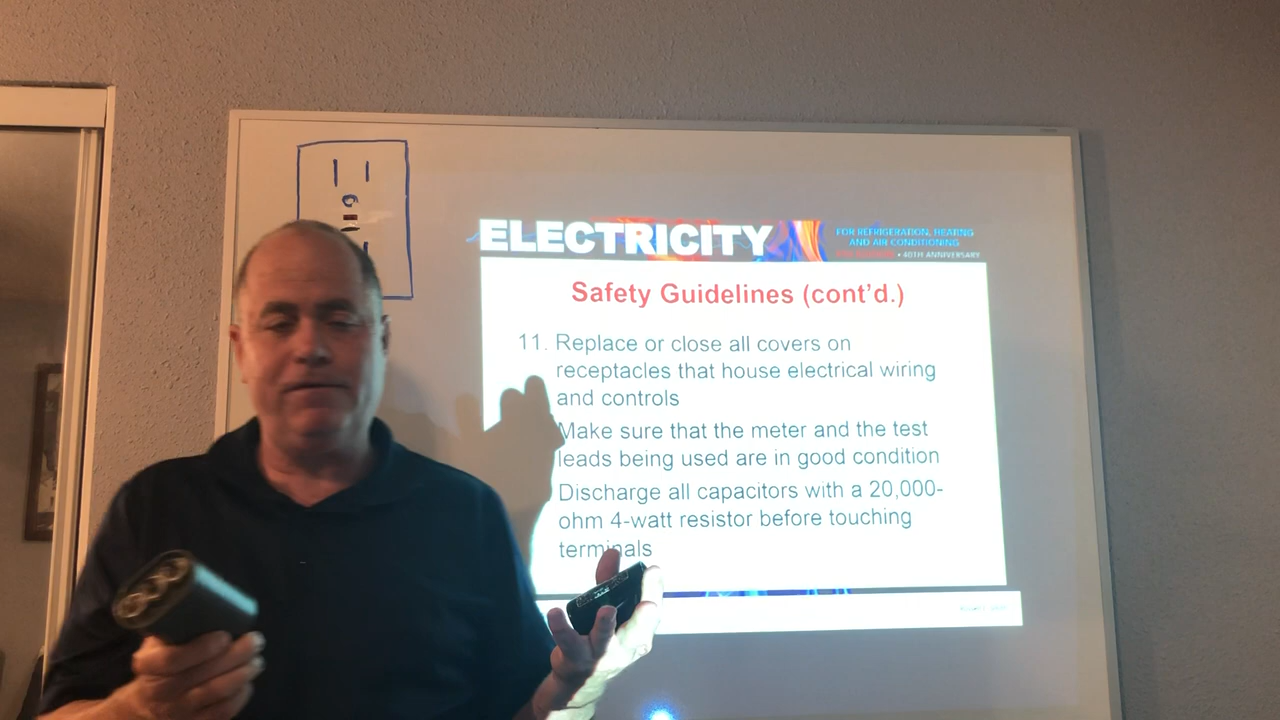 G
ELECTRICITY
FOR REFRIGERATION, HEATING
AND AIR CONDITIONING
• 40TH ANNIVERSARY
Safety Guidelines (cont'd.)
11. Replace or close all covers on
receptacles that house electrical wiring
and controls
Make sure that the meter and the test
leads being used are in good condition
Discharge all capacitors with a 20,000-
ohm 4-watt resistor before touching
terminals